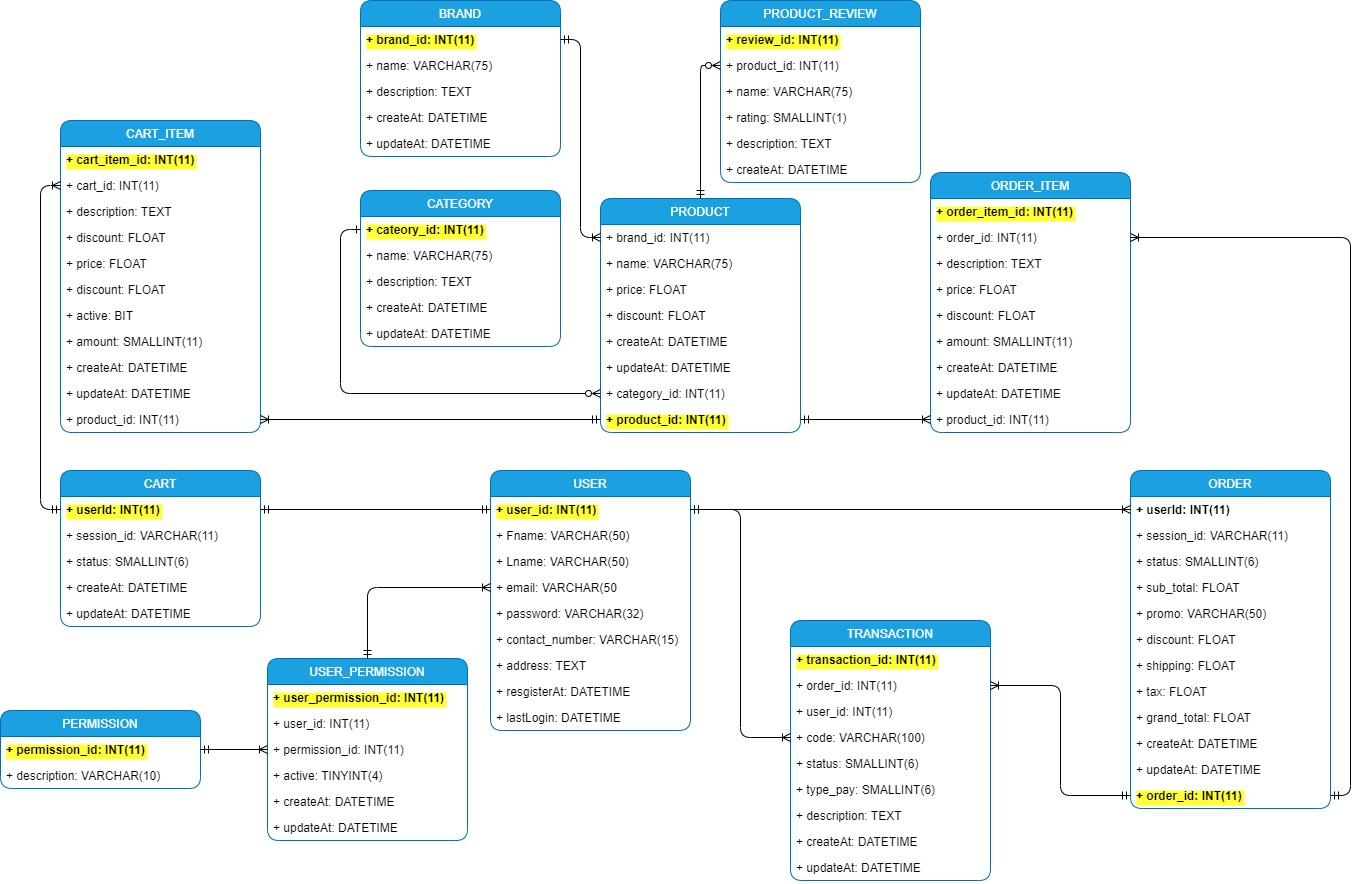 BRAND
+ brand_id: INT(11)
+ name: VARCHAR(75)
+ description: TEXT
+ createAt: DATETIME
+ updateAt: DATETIME
PRODUCT_REVIEW
+ review_id: INT(11)
+ product_id: INT(11)
+ name: VARCHAR(75)
+ rating: SMALLINT(1)
+ description: TEXT
+ createAt: DATETIME
CART_ITEM
+ cart_item_id: INT(11)
+ cart_id: INT(11)
+ description: TEXT
+ discount: FLOAT
+ price: FLOAT
+ discount: FLOAT
+ active: BIT
+ amount: SMALLINT(11)
+ createAt: DATETIME
+ updateAt: DATETIME
+ product_id: INT(11)
CATEGORY
+ cateory_id: INT(11)
+ name: VARCHAR(75)
+ description: TEXT
+ createAt: DATETIME
+ updateAt: DATETIME
PRODUCT
+ brand_id: INT(11)
+ name: VARCHAR(75)
+ price: FLOAT
+ discount: FLOAT
+ createAt: DATETIME
+ updateAt: DATETIME
+ category_id: INT(11)
+ product_id: INT(11)
ORDER_ITEM
+ order_item_id: INT(11)
+ order_id: INT(11)
+ description: TEXT
+ price: FLOAT
+ discount: FLOAT
+ amount: SMALLINT(11)
+ createAt: DATETIME
+ updateAt: DATETIME
+ product_id: INT(11)
CART
+ userId: INT(11)
+ session_id: VARCHAR(11)
+ status: SMALLINT(6)
+ createAt: DATETIME
+ updateAt: DATETIME
USER
+ user_id: INT(11)
+ Fname: VARCHAR(50)
+ Lname: VARCHAR(50)
+ email: VARCHAR(50
+ password: VARCHAR(32)
+ contact_number: VARCHAR(15)
+ address: TEXT
+ resgisterAt: DATETIME
+ lastLogin: DATETIME
ORDER
+ userId: INT(11)
+ session_id: VARCHAR(11)
+ status: SMALLINT(6)
+ sub_total: FLOAT
+ promo: VARCHAR(50)
+ discount: FLOAT
+ shipping: FLOAT
+ tax: FLOAT
+ grand_total: FLOAT
+ createAt: DATETIME
+ updateAt: DATETIME
+ order_id: INT(11)
TRANSACTION
+ transaction_id: INT(11)
+ order_id: INT(11)
+ user_id: INT(11)
+ code: VARCHAR(100)
+ status: SMALLINT(6)
+ type_pay: SMALLINT(6)
+ description: TEXT
+ createAt: DATETIME
+ updateAt: DATETIME
USER_PERMISSION
+ user_permission_id: INT(11)
+ user_id: INT(11)
+ permission_id: INT(11)
+ active: TINYINT(4)
+ createAt: DATETIME
+ updateAt: DATETIME
PERMISSION
+ permission_id: INT(11)
+ description: VARCHAR(10)